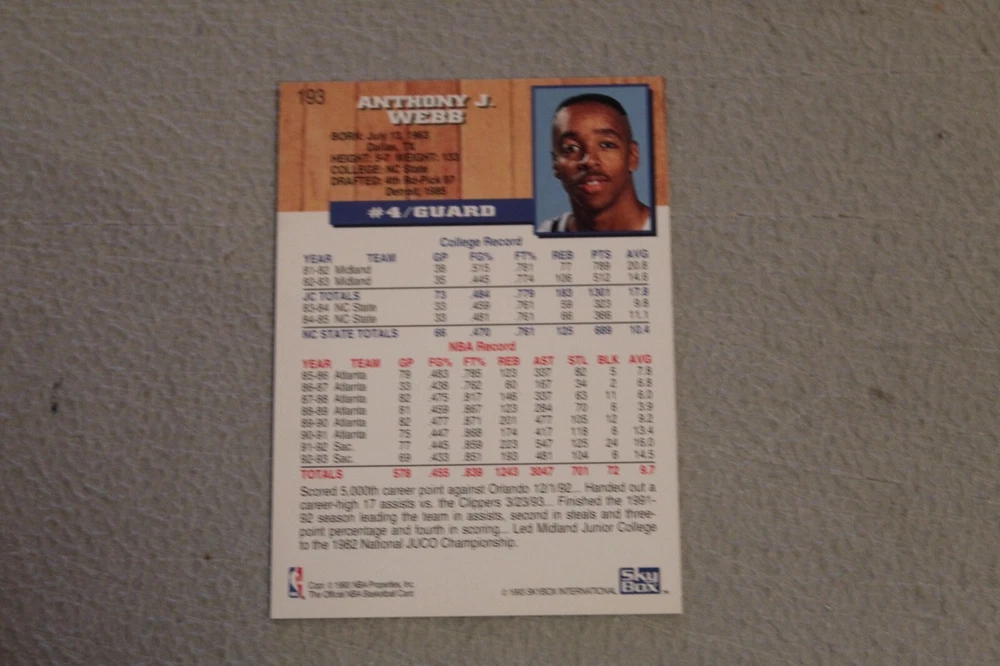 193
ANTHONY J.
WEBB
BORN: July 13, 1963
Dallas, TX
HEIGHT: 5-7 WEIGHT: 133
COLLEGE: NC State
DRAFTED: 4th Rd-Pick 87
Detroit, 1985
#4/GUARD
College Record
YEAR TEAM GP FG% FT% REB PTS AVG
81-82 Midland 38 .515 .781 77 789 20.8
82-83 Midland 35 .445 .774 106 512 14.6
JC TOTALS 73 .484 .779 183 1301 17.8
83-84 NC State 33 .459 .761 59 323 9.8
84-85 NC State 33 .481 .761 66 366 11.1
NC STATE TOTALS 66 .470 .761 125 689 10.4
NBA Record
YEAR TEAM GP FG% FT% REB AST STL BLK AVG
85-86 Atlanta 79 .483 .785 123 337 82 5 7.8
86-87 Atlanta 33 .438 .762 60 167 34 2 6.8
87-88 Atlanta 82 .475 .817 146 337 63 11 6.0
88-89 Atlanta 81 .459 .867 123 284 70 6 3.9
89-90 Atlanta 82 .477 .871 201 477 105 12 9.2
90-91 Atlanta 75 .447 .868 174 417 118 6 13.4
91-92 Sac. 77 .445 .859 223 547 125 24 16.0
92-93 Sac. 69 .433 .851 193 481 104 6 14.5
TOTALS 578 .455 .839 1243 3047 701 72 9.7
Scored 5,000th career point against Orlando 12/1/92... Handed out a
career-high 17 assists vs. the Clippers 3/23/93... Finished the 1991-
92 season leading the team in assists, second in steals and three-
point percentage and fourth in scoring... Led Midland Junior College
to the 1982 National JUCO Championship.
Copr. © 1993 NBA Properties, Inc.
The Official NBA Basketball Card
© 1993 SKYBOX INTERNATIONAL
SkyBox
TM